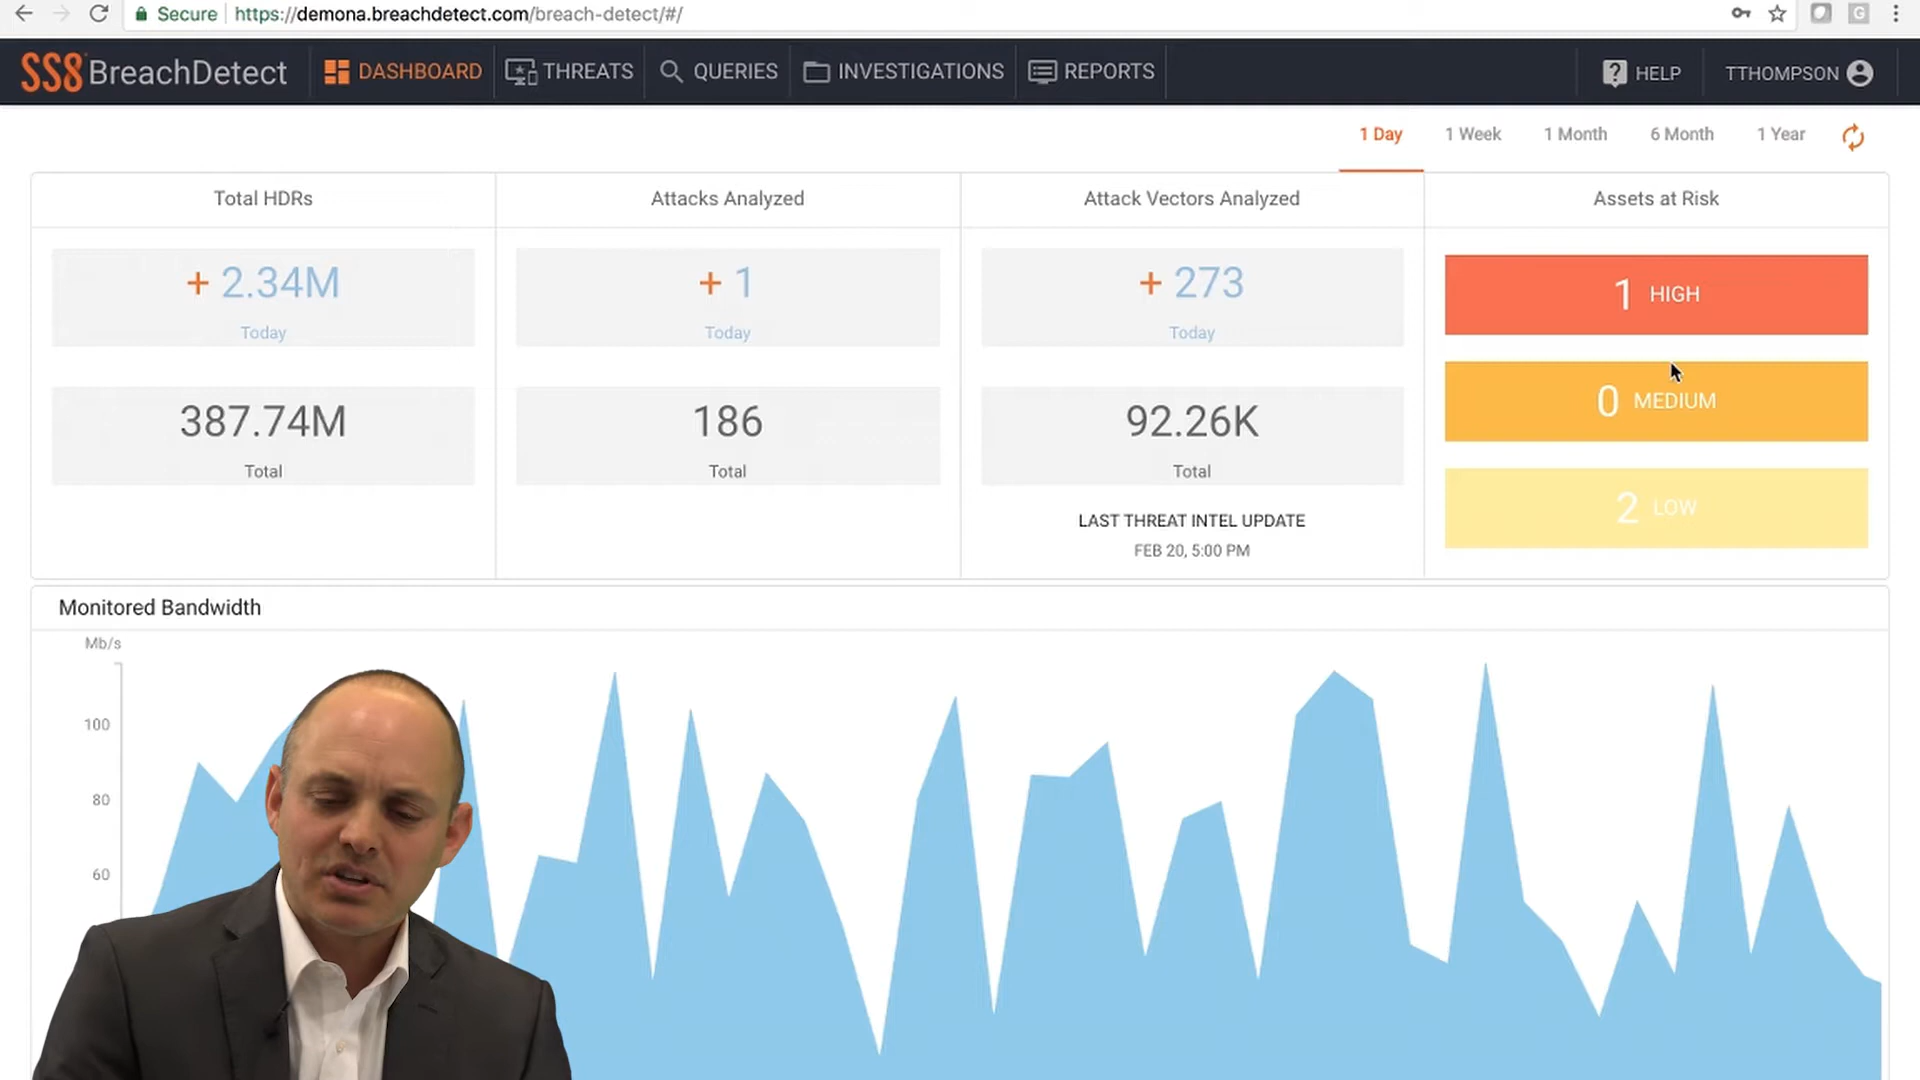 Secure https://demona.breachdetect.com/breach-detect/#/
SS8 BreachDetect DASHBOARD THREATS QUERIES INVESTIGATIONS REPORTS HELP TTHOMPSON
1 Day 1 Week 1 Month 6 Month 1 Year
Total HDRs Attacks Analyzed Attack Vectors Analyzed Assets at Risk
+ 2.34M + 1 + 273 1 HIGH
Today Today Today
387.74M 186 92.26K 0 MEDIUM
Total Total Total
LAST THREAT INTEL UPDATE 2 LOW
FEB 20, 5:00 PM
Monitored Bandwidth
Mb/s
100
80
60